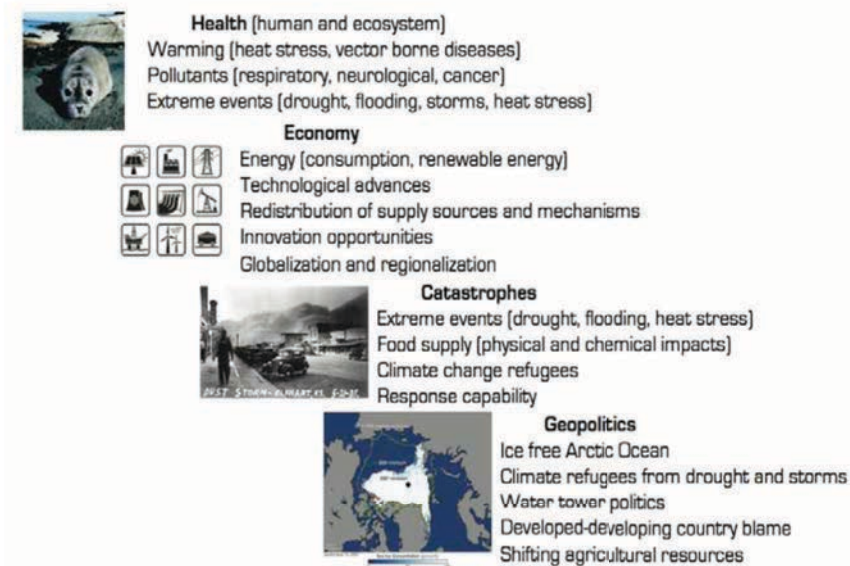 Health (human and ecosystem)
Warming (heat stress, vector borne diseases)
Pollutants (respiratory, neurological, cancer)
Extreme events (drought, flooding, storms, heat stress)
Economy
Energy (consumption, renewable energy)
Technological advances
Redistribution of supply sources and mechanisms
Innovation opportunities
Globalization and regionalization
Catastrophes
Extreme events (drought, flooding, heat stress)
Food supply (physical and chemical impacts)
Climate change refugees
Response capability
DUST STORM
Geopolitics
Ice free Arctic Ocean
Climate refugees from drought and storms
Water tower politics
Developed-developing country blame
Shifting agricultural resources